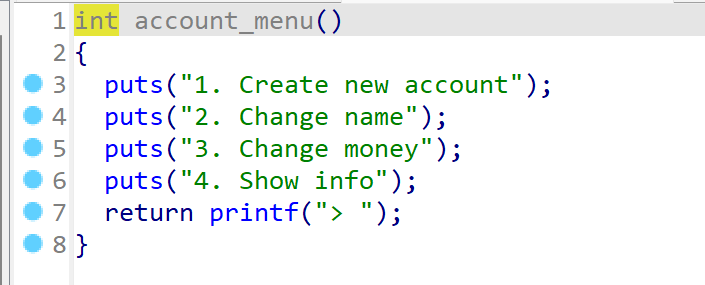 1 int account_menu()
2 {
3 puts("1. Create new account");
4 puts("2. Change name");
5 puts("3. Change money");
6 puts("4. Show info");
7 return printf("> ");
8 }